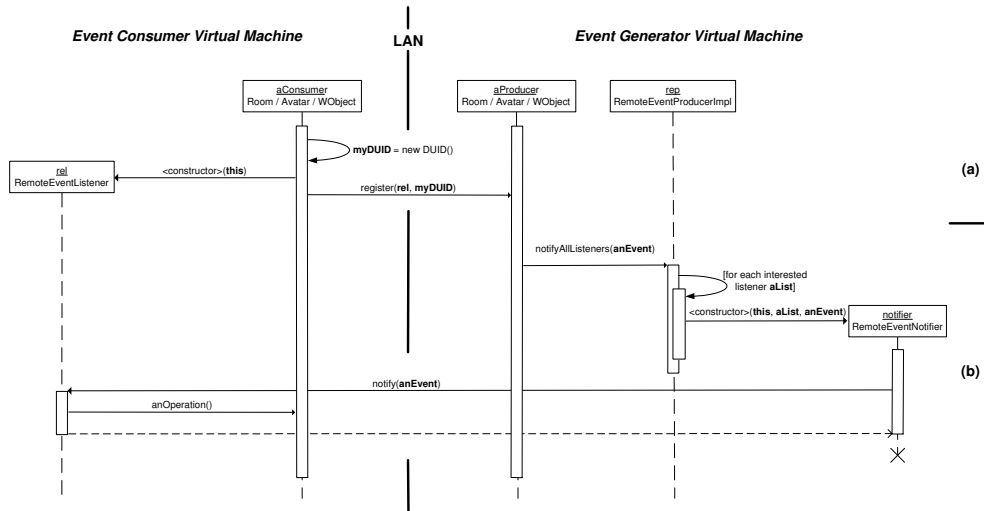 Event Consumer Virtual Machine
LAN
Event Generator Virtual Machine
aConsumer
Room / Avatar / WObject
aProducer
Room / Avatar / WObject
rep
RemoteEventProducerImpl
myDUID = new DUID()
rel
RemoteEventListener
<constructor>(this)
(a)
register(rel, myDUID)
notifyAllListeners(anEvent)
[for each interested
listener aList]
<constructor>(this, aList, anEvent)
notifier
RemoteEventNotifier
(b)
notify(anEvent)
anOperation()